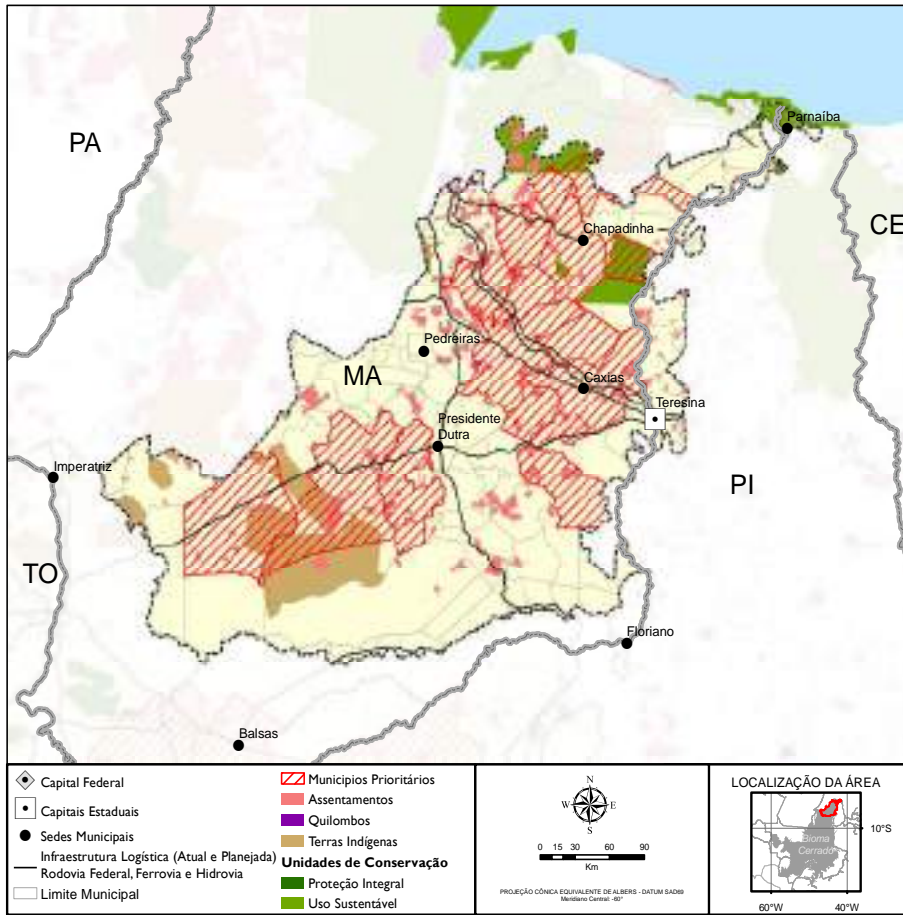 PA
Parnaíba
CE
Chapadinha
Pedreiras
MA
Caxias
Teresina
Presidente
Dutra
Imperatriz
PI
TO
Floriano
Balsas
Capital Federal
Capitais Estaduais
Sedes Municipais
Infraestrutura Logística (Atual e Planejada)
Rodovia Federal, Ferrovia e Hidrovia
Limite Municipal
Municipios Prioritários
Assentamentos
Quilombos
Terras Indígenas
Unidades de Conservação
Proteção Integral
Uso Sustentável
N
W E
S
0 15 30 60 90
Km
PROJEÇÃO CÔNICA EQUIVALENTE DE ALBERS - DATUM SAD69
Meridiano Central: -60°
LOCALIZAÇÃO DA ÁREA
10°S
Bioma
Cerrado
60°W 40°W